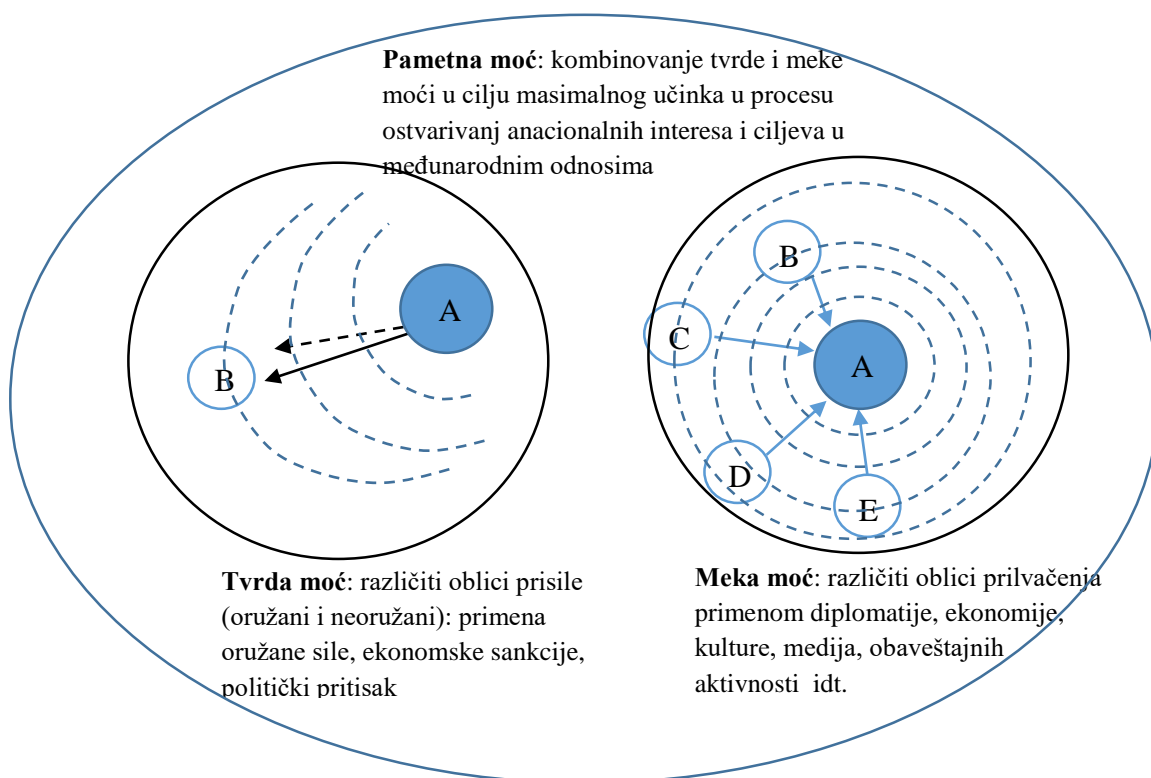 Pametna moć: kombinovanje tvrde i meke
moći u cilju masimalnog učinka u procesu
ostvarivanj anacionalnih interesa i ciljeva u
međunarodnim odnosima
A
B
B
C
A
D
E
Tvrda moć: različiti oblici prisile
(oružani i neoružani): primena
oružane sile, ekonomske sankcije,
politički pritisak
Meka moć: različiti oblici prilvačenja
primenom diplomatije, ekonomije,
kulture, medija, obaveštajnih
aktivnosti idt.